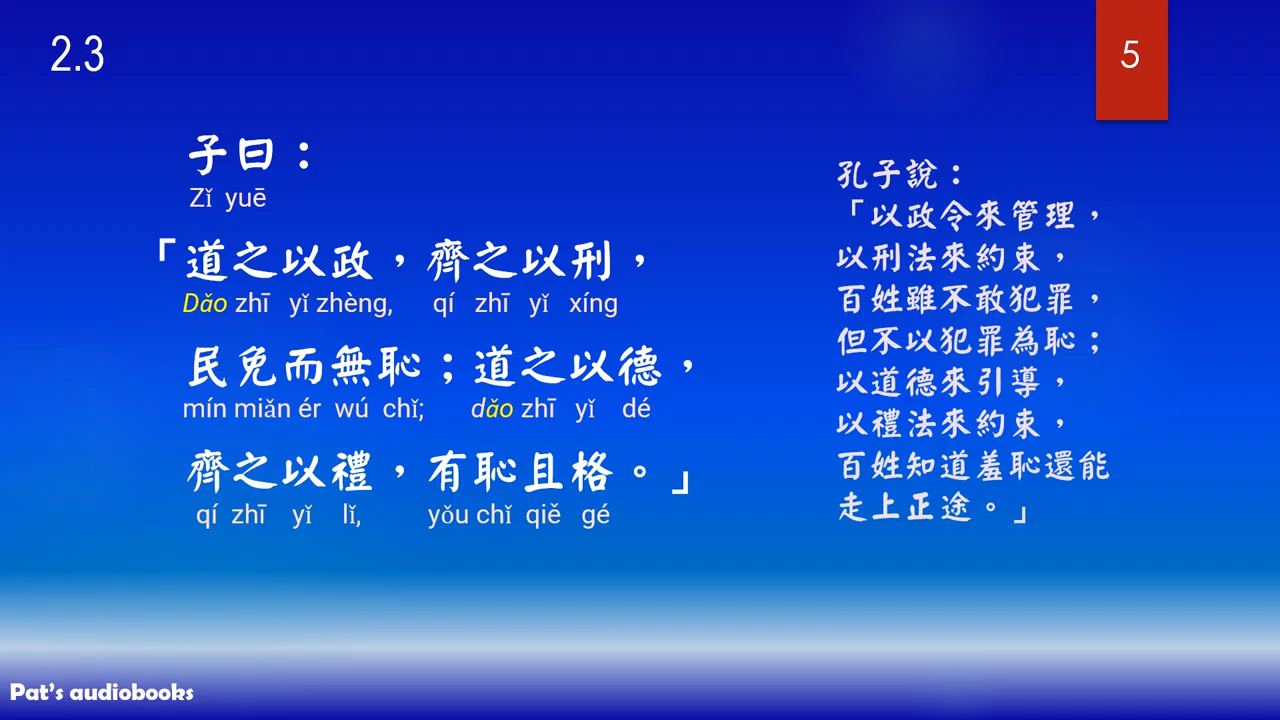 2.3
5
子曰：
Zǐ yuē
「道之以政，齊之以刑，
Dǎo zhī yǐ zhèng, qí zhī yǐ xíng
民免而無恥；道之以德，
mín miǎn ér wú chǐ; dǎo zhī yǐ dé
齊之以禮，有恥且格。」
qí zhī yǐ lǐ, yǒu chǐ qiě gé
孔子說：
「以政令來管理，
以刑法來約束，
百姓雖不敢犯罪，
但不以犯罪為恥；
以道德來引導，
以禮法來約束，
百姓知道羞恥還能
走上正途。」
Pat's audiobooks